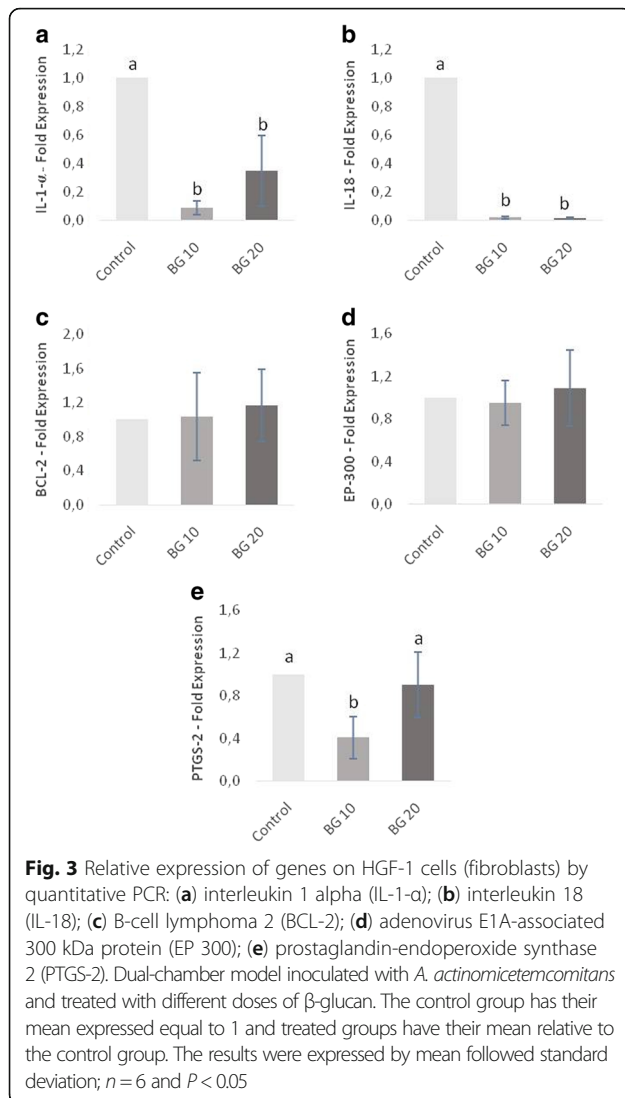 a
b
1,2
1,0
0,8
0,6
0,4
0,2
0,0
IL-1-α - Fold Expression
a
b
b
Control
BG 10
BG 20
1,2
1,0
0,8
0,6
0,4
0,2
0,0
IL-18 - Fold Expression
a
b
b
Control
BG 10
BG 20
c
d
2,0
1,6
1,2
0,8
0,4
0,0
BCL-2 - Fold Expression
Control
BG 10
BG 20
1,6
1,2
0,8
0,4
0,0
EP-300 - Fold Expression
Control
BG 10
BG 20
e
1,6
1,2
0,8
0,4
0,0
PTGS-2 - Fold Expression
a
b
a
Control
BG 10
BG 20
Fig. 3 Relative expression of genes on HGF-1 cells (fibroblasts) by
quantitative PCR: (a) interleukin 1 alpha (IL-1-α); (b) interleukin 18
(IL-18); (c) B-cell lymphoma 2 (BCL-2); (d) adenovirus E1A-associated
300 kDa protein (EP 300); (e) prostaglandin-endoperoxide synthase
2 (PTGS-2). Dual-chamber model inoculated with A. actinomicetemcomitans
and treated with different doses of β-glucan. The control group has their
mean expressed equal to 1 and treated groups have their mean relative to
the control group. The results were expressed by mean followed standard
deviation; n = 6 and P < 0.05